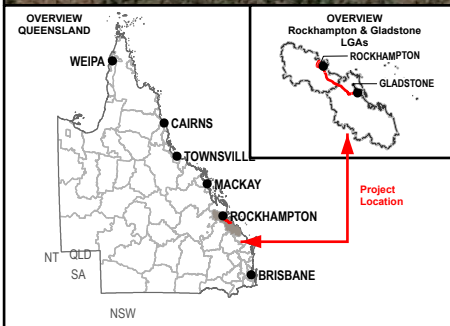 OVERVIEW
QUEENSLAND
WEIPA
CAIRNS
TOWNSVILLE
MACKAY
ROCKHAMPTON
BRISBANE
NT
QLD
SA
NSW
OVERVIEW
Rockhampton & Gladstone
LGAs
ROCKHAMPTON
GLADSTONE
Project
Location